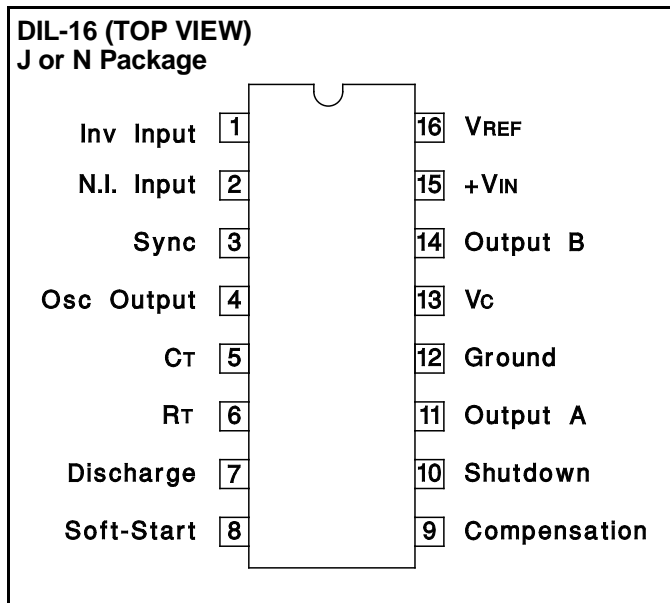 DIL-16 (TOP VIEW)
J or N Package
Inv Input 1 16 VREF
N.I. Input 2 15 +VIN
Sync 3 14 Output B
Osc Output 4 13 VC
CT 5 12 Ground
RT 6 11 Output A
Discharge 7 10 Shutdown
Soft-Start 8 9 Compensation